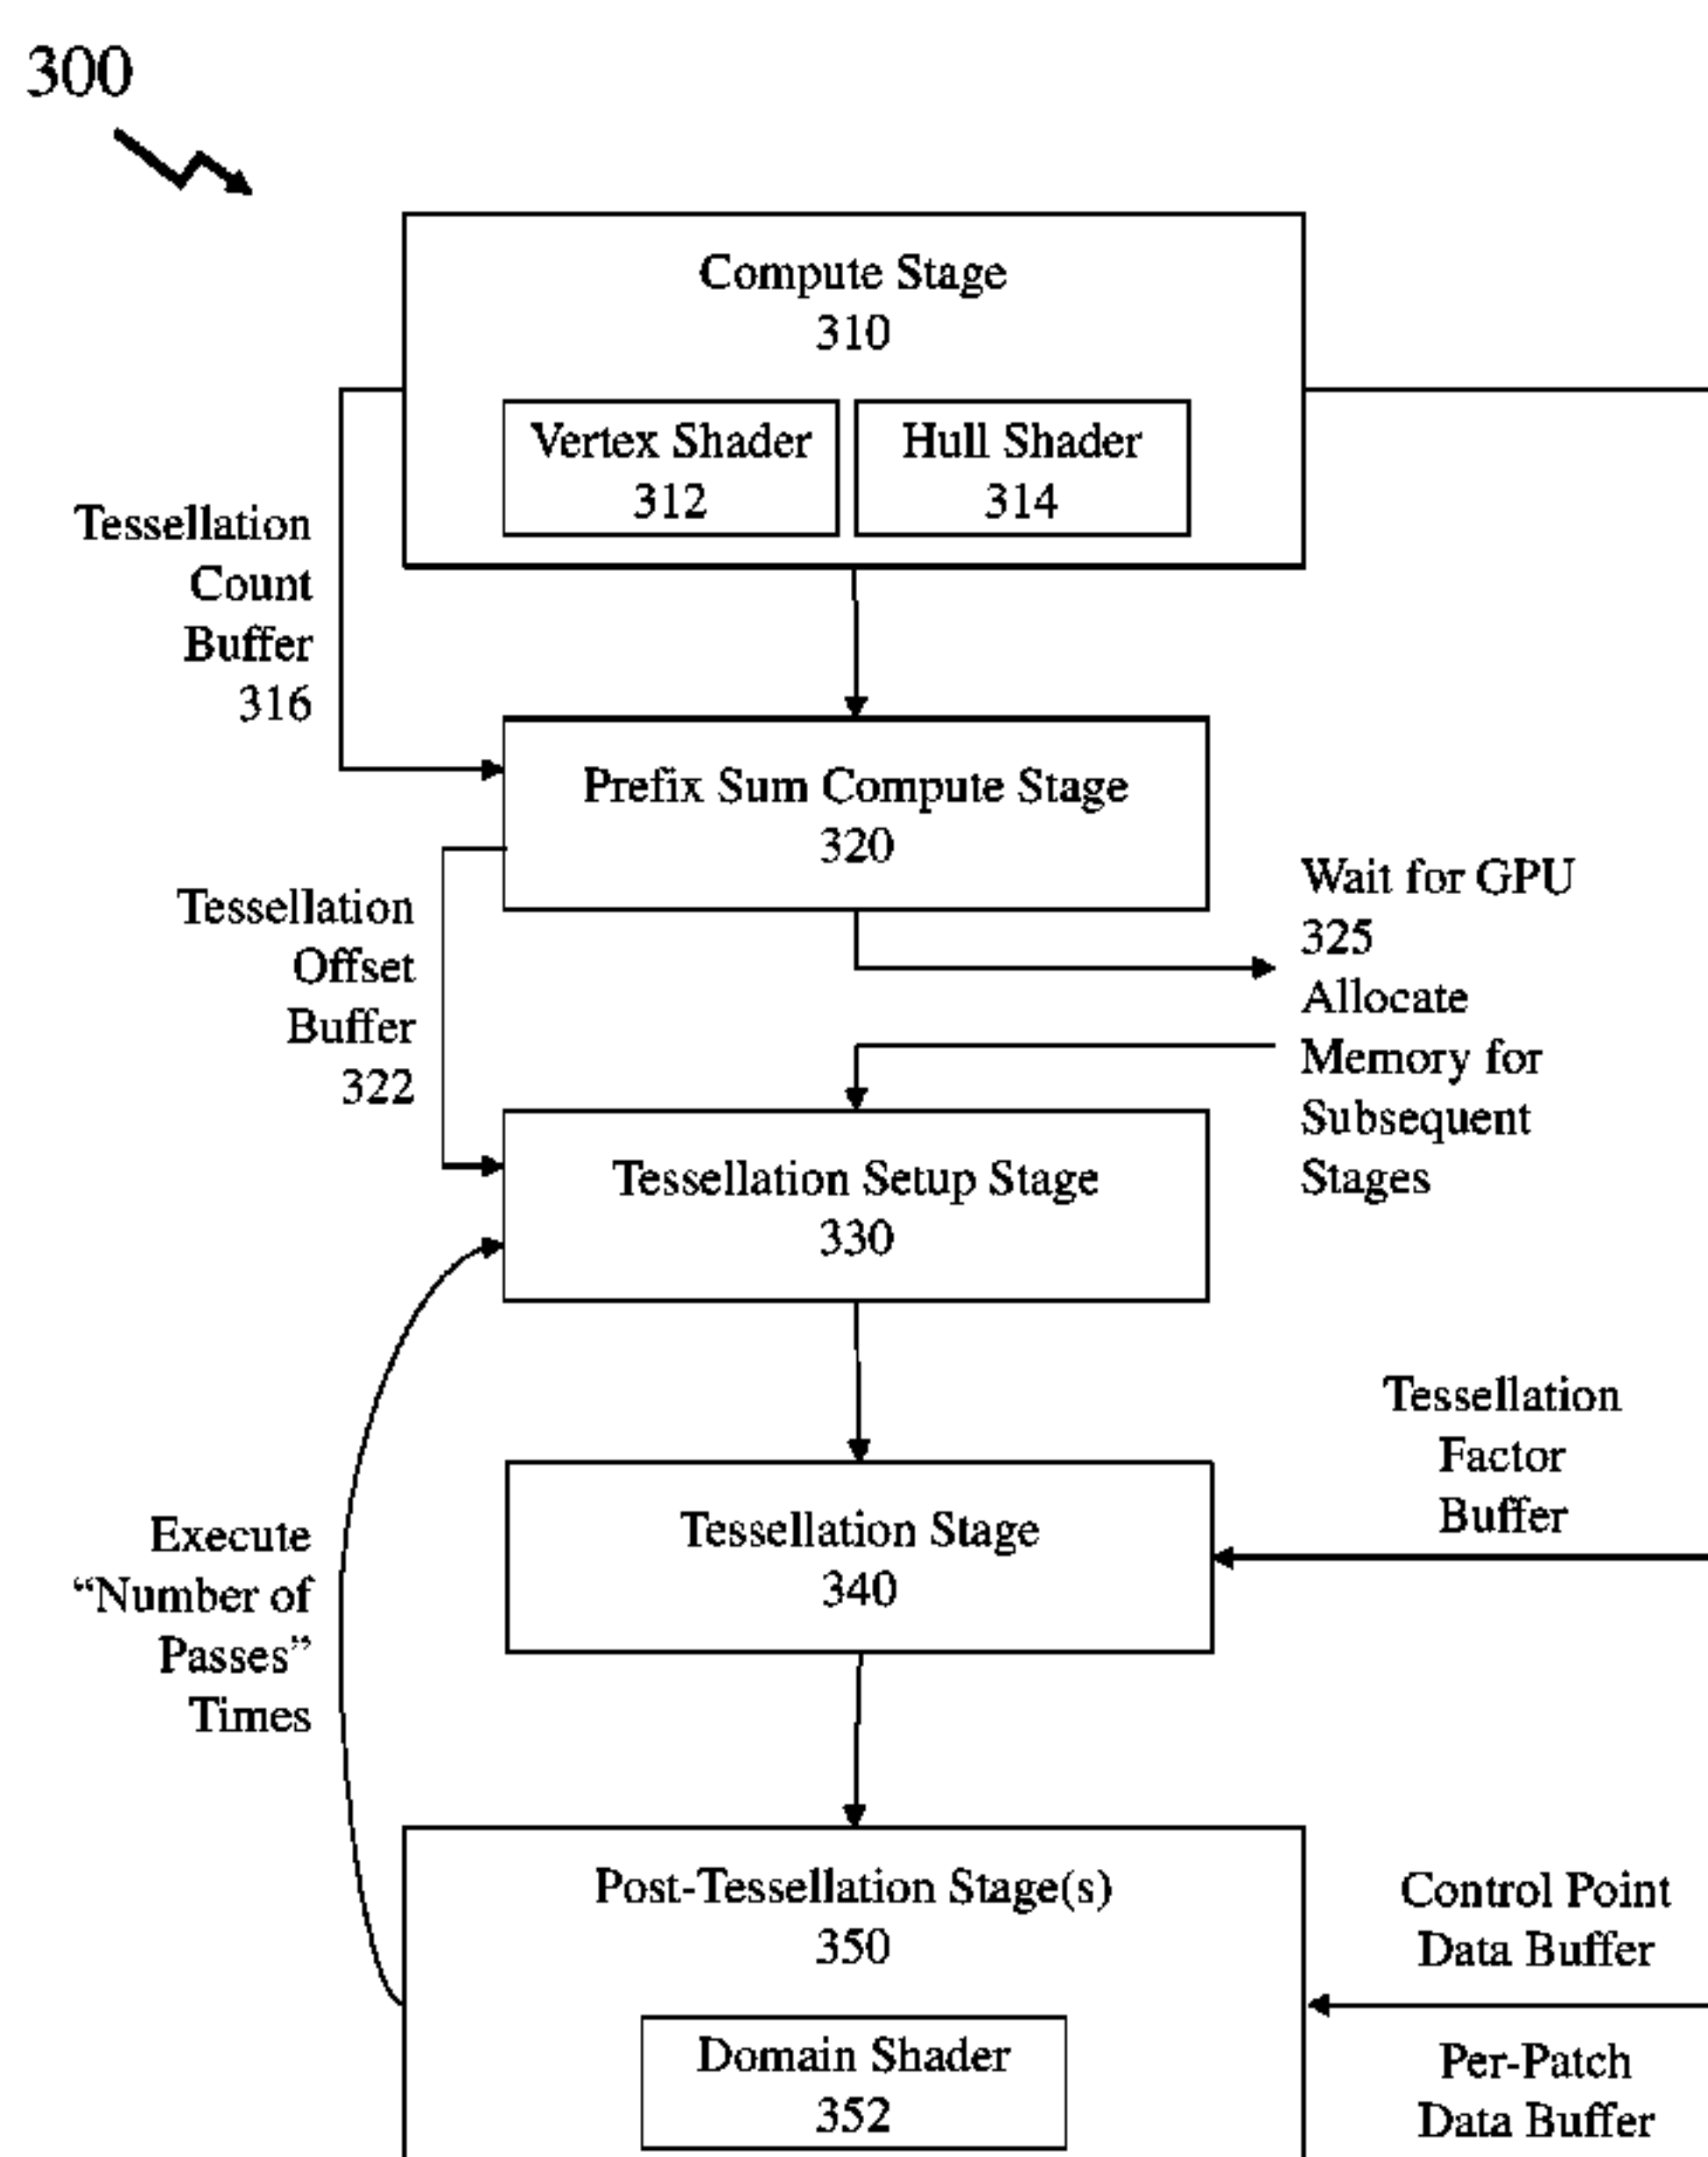 300
Compute Stage
310
Vertex Shader
312
Hull Shader
314
Tessellation
Count
Buffer
316
Prefix Sum Compute Stage
320
Tessellation
Offset
Buffer
322
Wait for GPU
325
Allocate
Memory for
Subsequent
Stages
Tessellation Setup Stage
330
Tessellation
Factor
Buffer
Tessellation Stage
340
Execute
“Number of
Passes”
Times
Post-Tessellation Stage(s)
350
Domain Shader
352
Control Point
Data Buffer
Per-Patch
Data Buffer